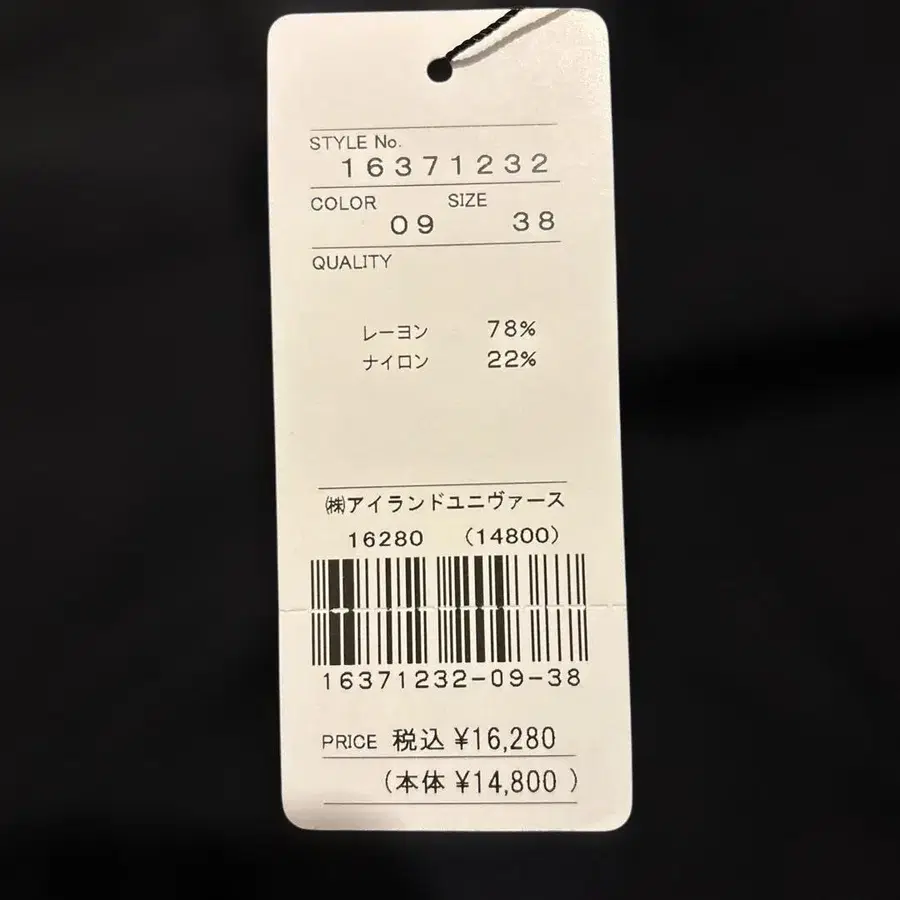 STYLE No.
16371232
COLOR SIZE
09 38
QUALITY
レーヨン 78%
ナイロン 22%
㈱アイランドユニヴァース
16280 (14800)
16371232-09-38
PRICE 税込 ¥16,280
(本体 ¥14,800 )